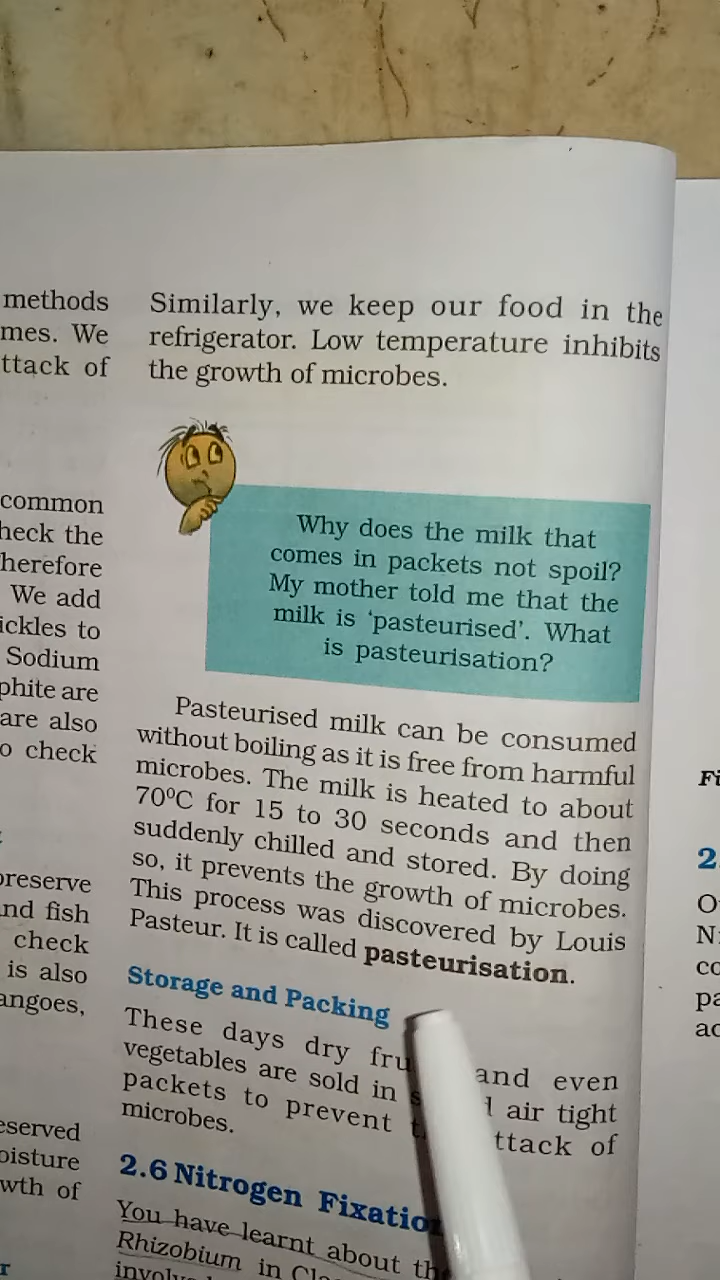 methods
mes. We
ttack of
common
heck the
herefore
We add
ickles to
Sodium
phite are
are also
o check
preserve
nd fish
check
is also
angoes,
eserved
oisture
wth of
r
Similarly, we keep our food in the
refrigerator. Low temperature inhibits
the growth of microbes.
Why does the milk that
comes in packets not spoil?
My mother told me that the
milk is ‘pasteurised’. What
is pasteurisation?
Pasteurised milk can be consumed
without boiling as it is free from harmful
microbes. The milk is heated to about
70⁰C for 15 to 30 seconds and then
suddenly chilled and stored. By doing
so, it prevents the growth of microbes.
This process was discovered by Louis
Pasteur. It is called pasteurisation.
Storage and Packing
These days dry fru and even
vegetables are sold in s air tight
packets to prevent t ttack of
microbes.
2.6 Nitrogen Fixatio
You have learnt about th
Rhizobium in Cla
involv
Fi
2.
O
N
co
pa
ac